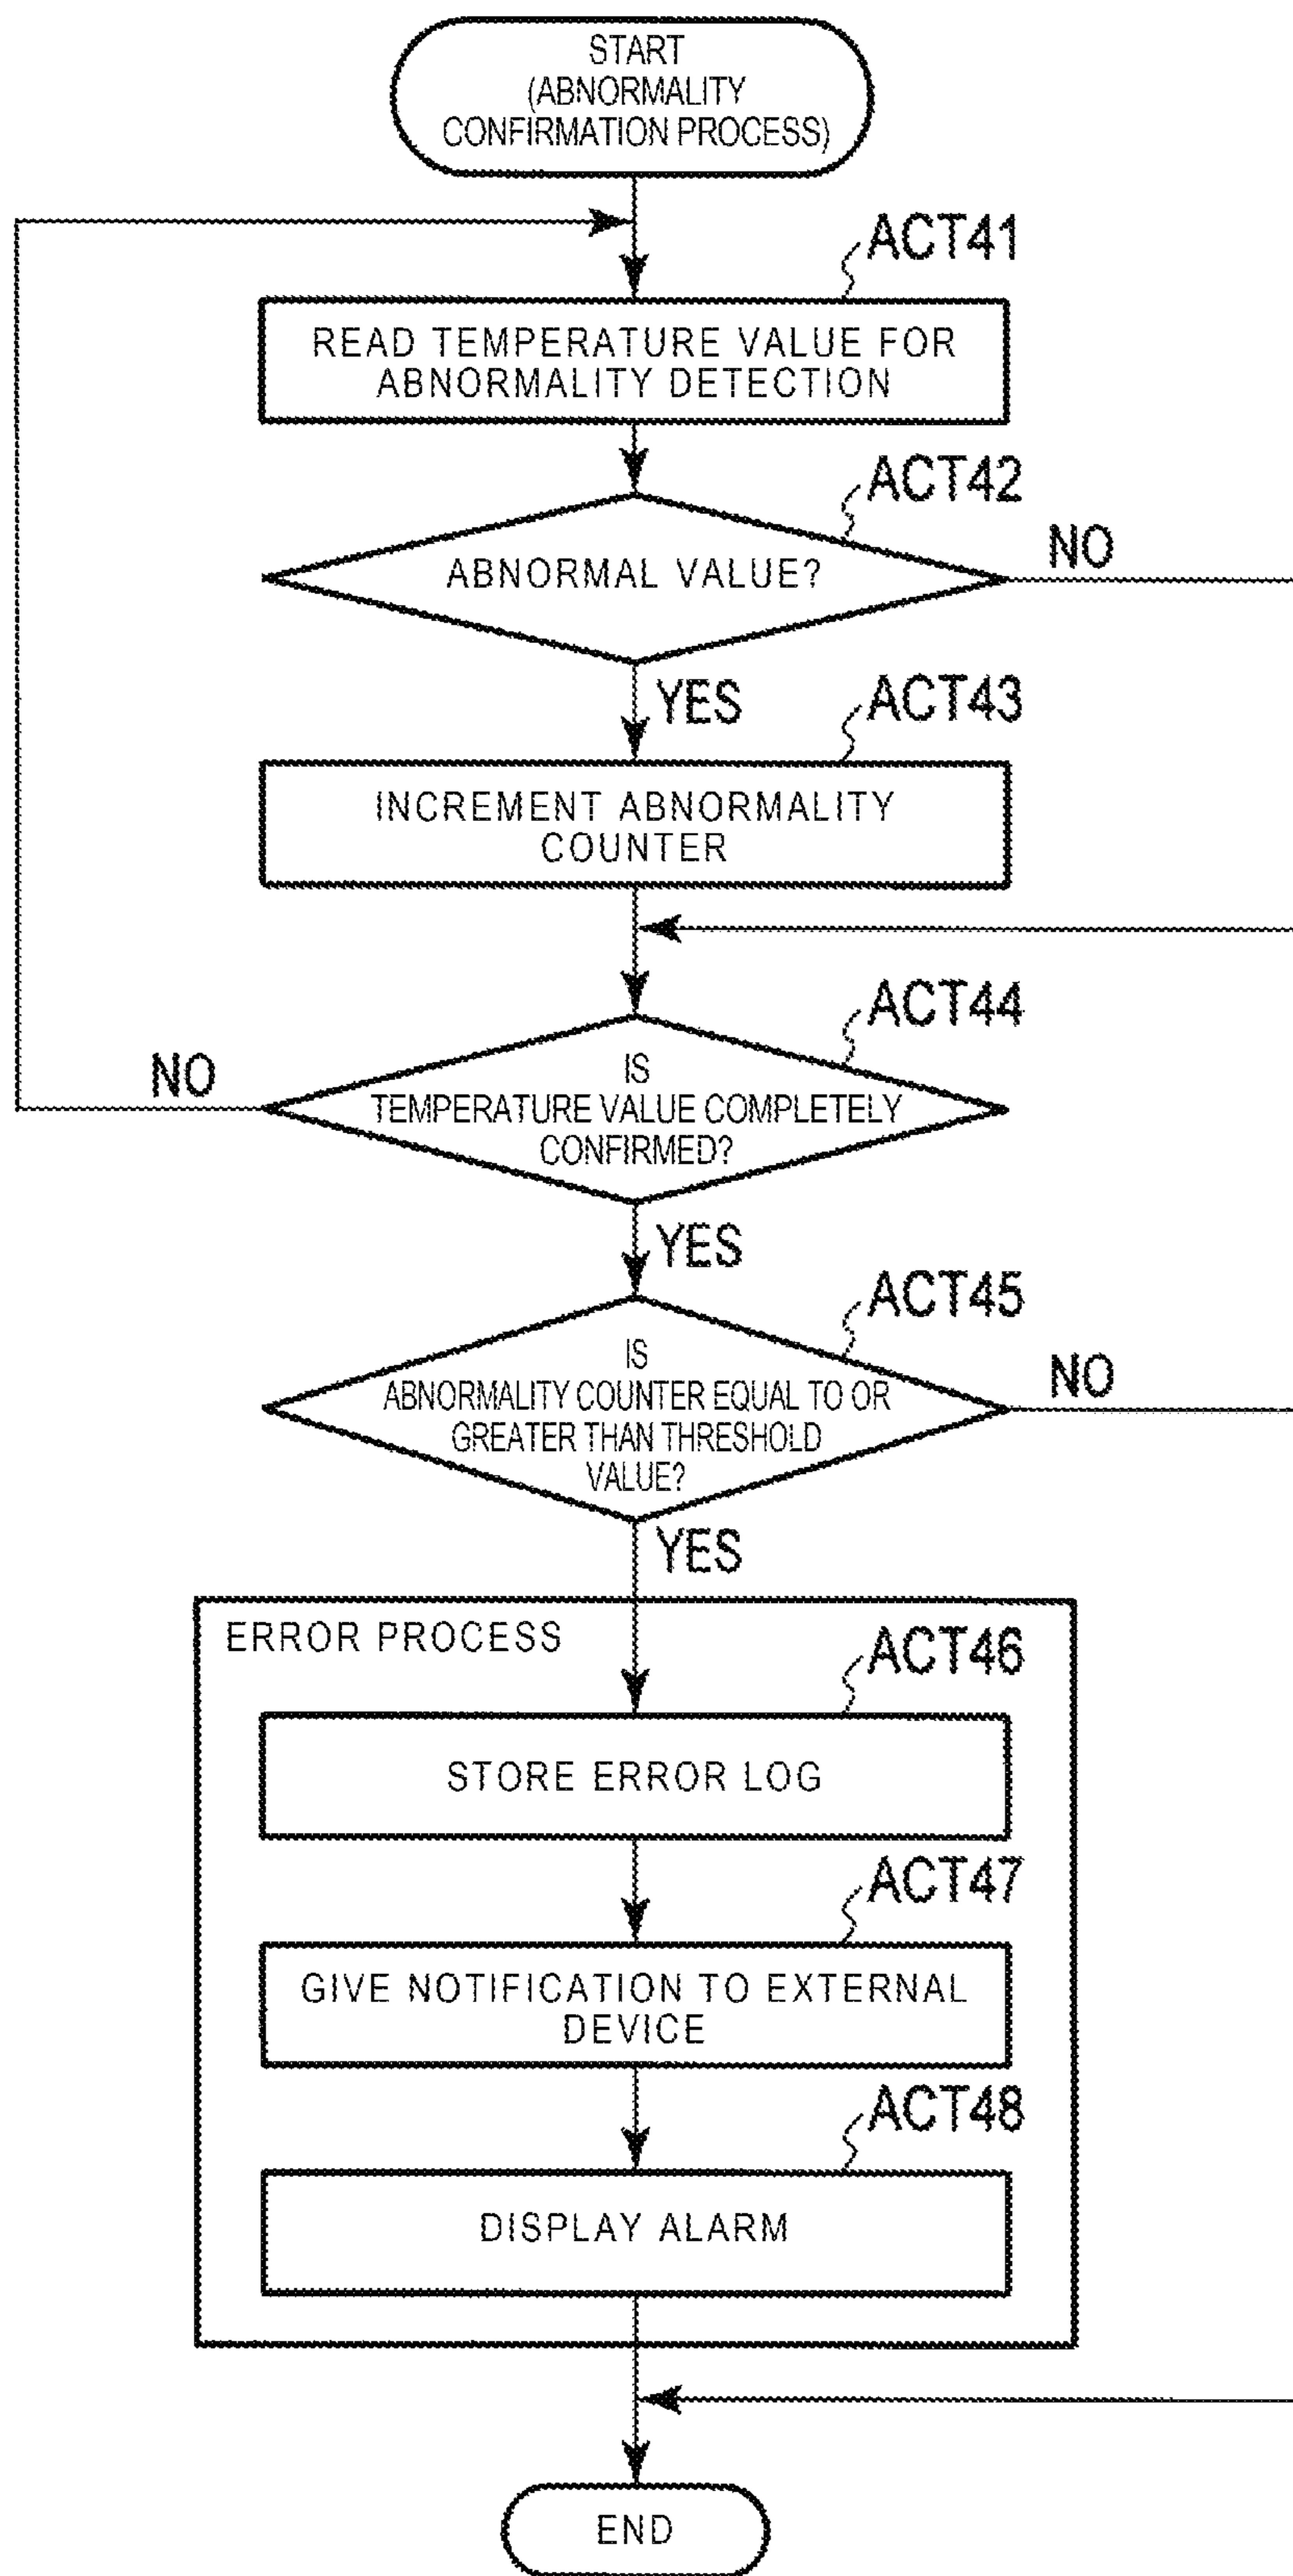 START
(ABNORMALITY
CONFIRMATION PROCESS)
ACT41
READ TEMPERATURE VALUE FOR
ABNORMALITY DETECTION
ACT42
ABNORMAL VALUE?
NO
YES
ACT43
INCREMENT ABNORMALITY
COUNTER
ACT44
IS
TEMPERATURE VALUE COMPLETELY
CONFIRMED?
NO
YES
ACT45
IS
ABNORMALITY COUNTER EQUAL TO OR
GREATER THAN THRESHOLD
VALUE?
NO
YES
ERROR PROCESS
ACT46
STORE ERROR LOG
ACT47
GIVE NOTIFICATION TO EXTERNAL
DEVICE
ACT48
DISPLAY ALARM
END